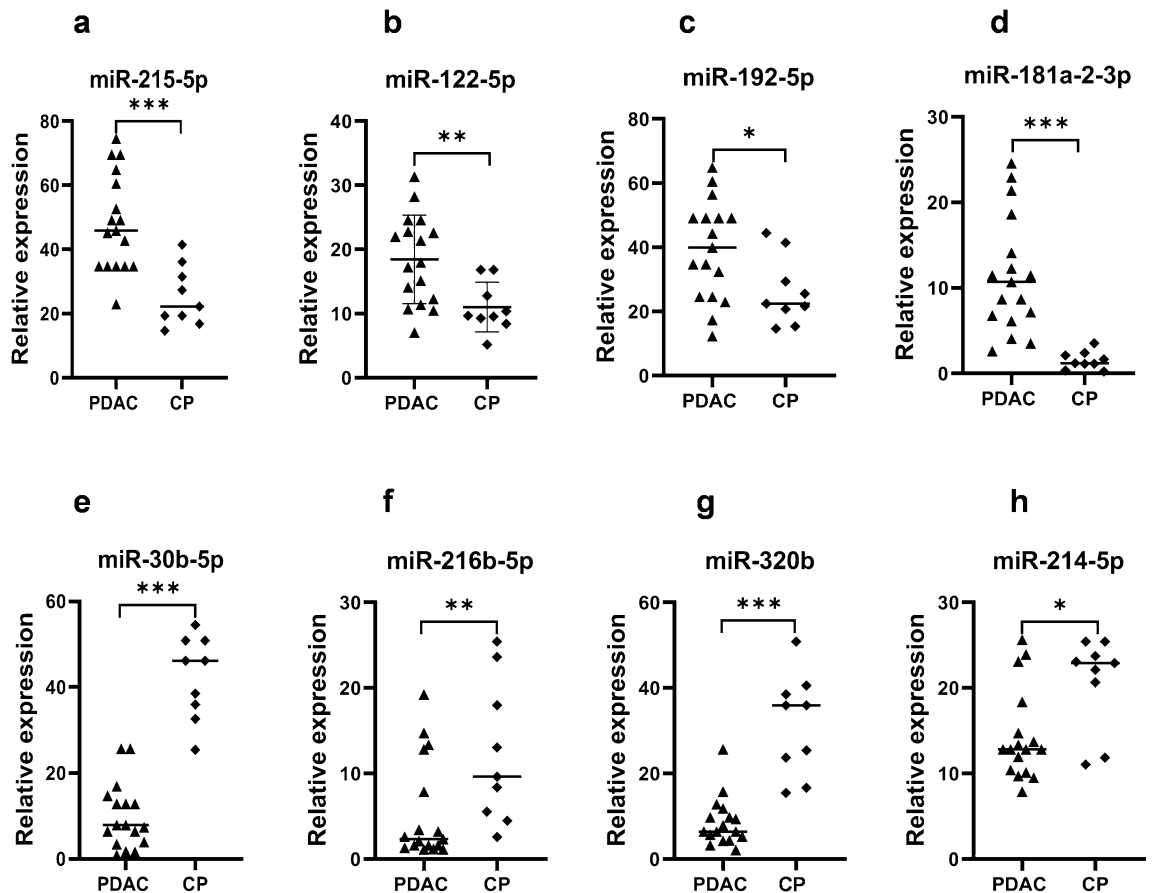 a
miR-215-5p
***
Relative expression
80
60
40
20
0
PDAC CP
b
miR-122-5p
**
Relative expression
40
30
20
10
0
PDAC CP
c
miR-192-5p
*
Relative expression
80
60
40
20
0
PDAC CP
d
miR-181a-2-3p
***
Relative expression
30
20
10
0
PDAC CP
e
miR-30b-5p
***
Relative expression
60
40
20
0
PDAC CP
f
miR-216b-5p
**
Relative expression
30
20
10
0
PDAC CP
g
miR-320b
***
Relative expression
60
40
20
0
PDAC CP
h
miR-214-5p
*
Relative expression
30
20
10
0
PDAC CP